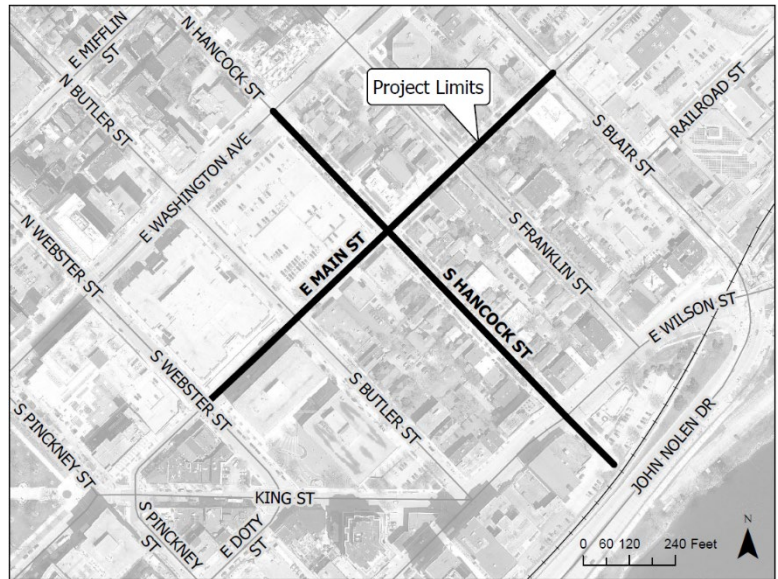 E MIFFLIN
ST
N HANCOCK ST
N BUTLER ST
Project Limits
RAILROAD ST
S BLAIR ST
E WASHINGTON AVE
N WEBSTER ST
E MAIN ST
S FRANKLIN ST
S HANCOCK ST
E WILSON ST
S WEBSTER ST
S BUTLER ST
S PINCKNEY ST
JOHN NOLEN DR
KING ST
S PINCKNEY
ST
E DOTY
ST
N
0 60 120 240 Feet